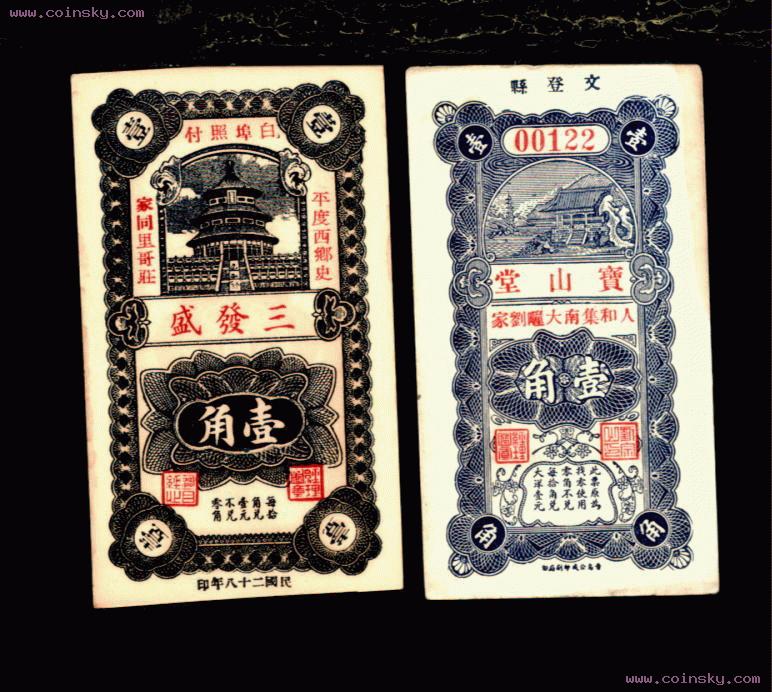 www.coinsky.com
www.coinsky.com
壹
壹
白埠照付
平度西鄉史
家同里哥莊
三發盛
壹角
每拾
角兌
壹元
不兌
零角
壹
壹
民國二十八年印
文登縣
壹
00122
壹
寶山堂
人和集南大疃劉家
壹角
此票原為
找零使用
零角不兌
每拾角兌
大洋壹元
角
角
www.coinsky.com